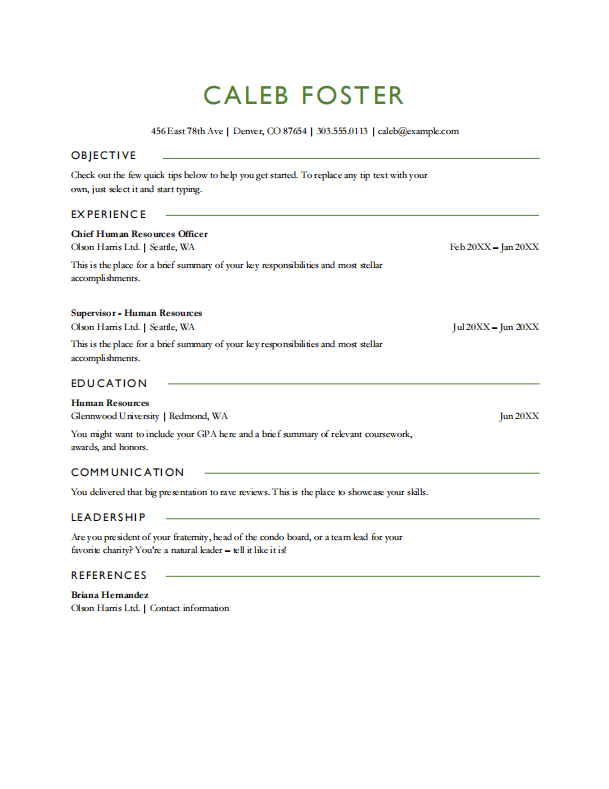 CALEB FOSTER
456 East 78th Ave | Denver, CO 87654 | 303.555.0113 | caleb@example.com
OBJECTIVE
Check out the few quick tips below to help you get started. To replace any tip text with your
own, just select it and start typing.
EXPERIENCE
Chief Human Resources Officer
Olson Harris Ltd. | Seattle, WA Feb 20XX – Jan 20XX
This is the place for a brief summary of your key responsibilities and most stellar
accomplishments.
Supervisor - Human Resources
Olson Harris Ltd. | Seattle, WA Jul 20XX – Jun 20XX
This is the place for a brief summary of your key responsibilities and most stellar
accomplishments.
EDUCATION
Human Resources
Glennwood University | Redmond, WA Jun 20XX
You might want to include your GPA here and a brief summary of relevant coursework,
awards, and honors.
COMMUNICATION
You delivered that big presentation to rave reviews. This is the place to showcase your skills.
LEADERSHIP
Are you president of your fraternity, head of the condo board, or a team lead for your
favorite charity? You're a natural leader – tell it like it is!
REFERENCES
Briana Hernandez
Olson Harris Ltd. | Contact information